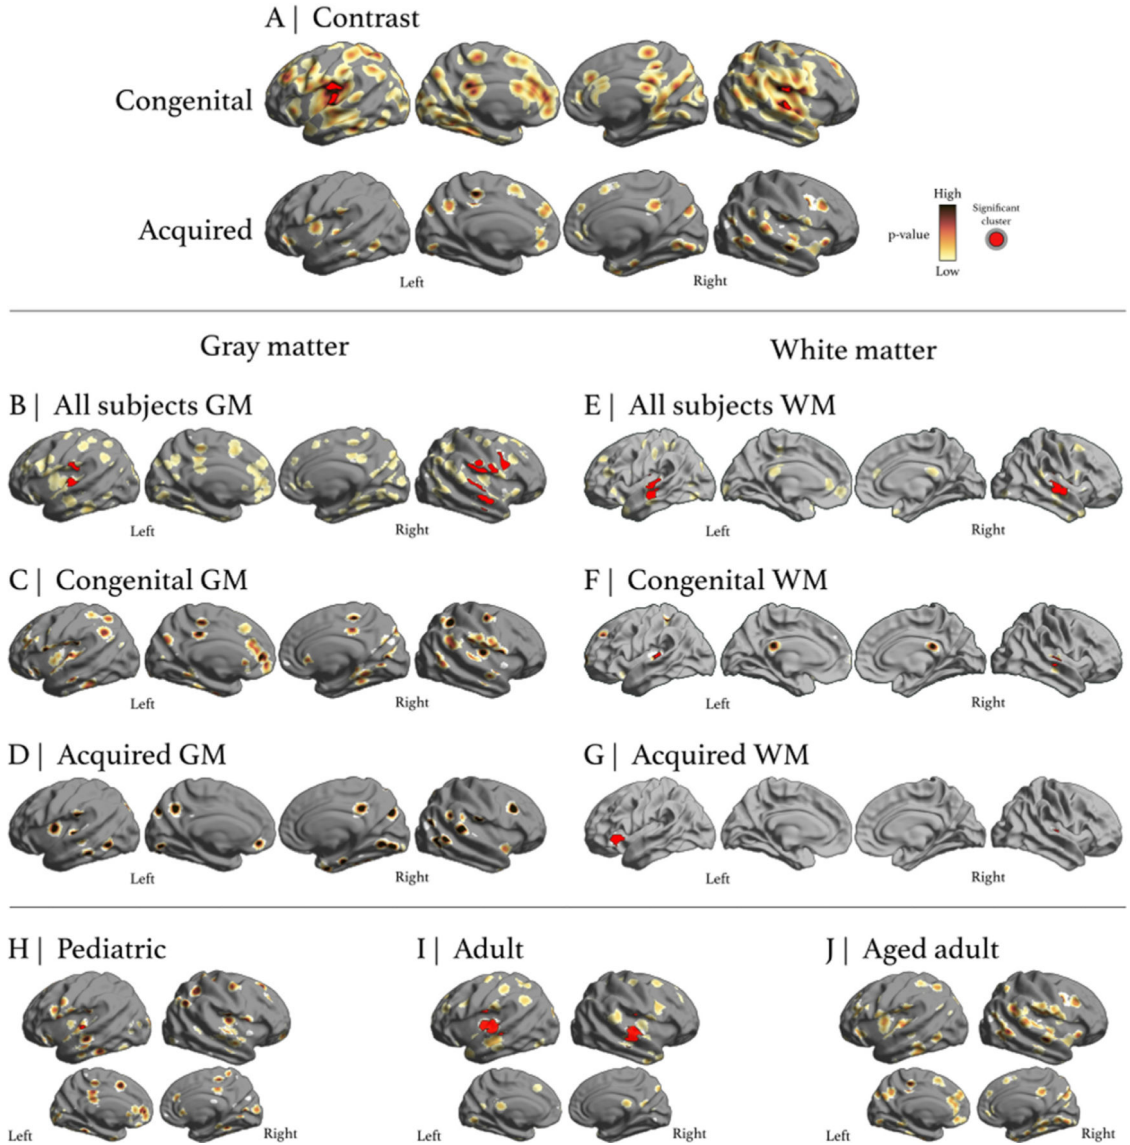 A | Contrast
Congenital
Acquired
High
p-value
Low
Significant
cluster
Left
Right
Gray matter
White matter
B | All subjects GM
E | All subjects WM
Left
Right
Left
Right
C | Congenital GM
F | Congenital WM
Left
Right
Left
Right
D | Acquired GM
G | Acquired WM
Left
Right
Left
Right
H | Pediatric
I | Adult
J | Aged adult
Left
Right
Left
Right
Left
Right